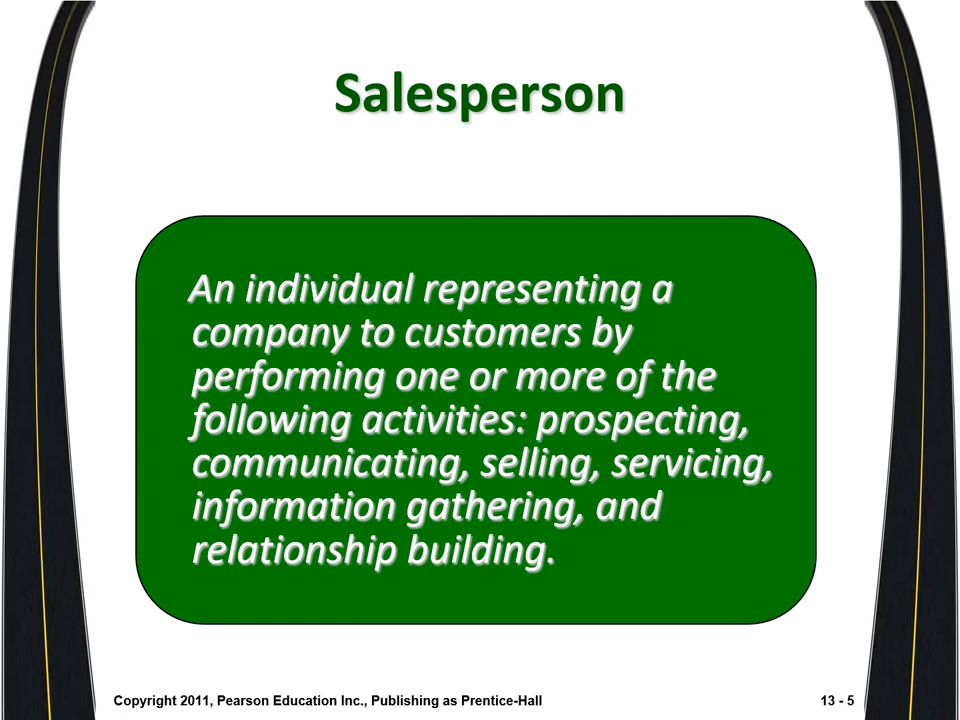 Salesperson
An individual representing a
company to customers by
performing one or more of the
following activities: prospecting,
communicating, selling, servicing,
information gathering, and
relationship building.
Copyright 2011, Pearson Education Inc., Publishing as Prentice-Hall
13 - 5